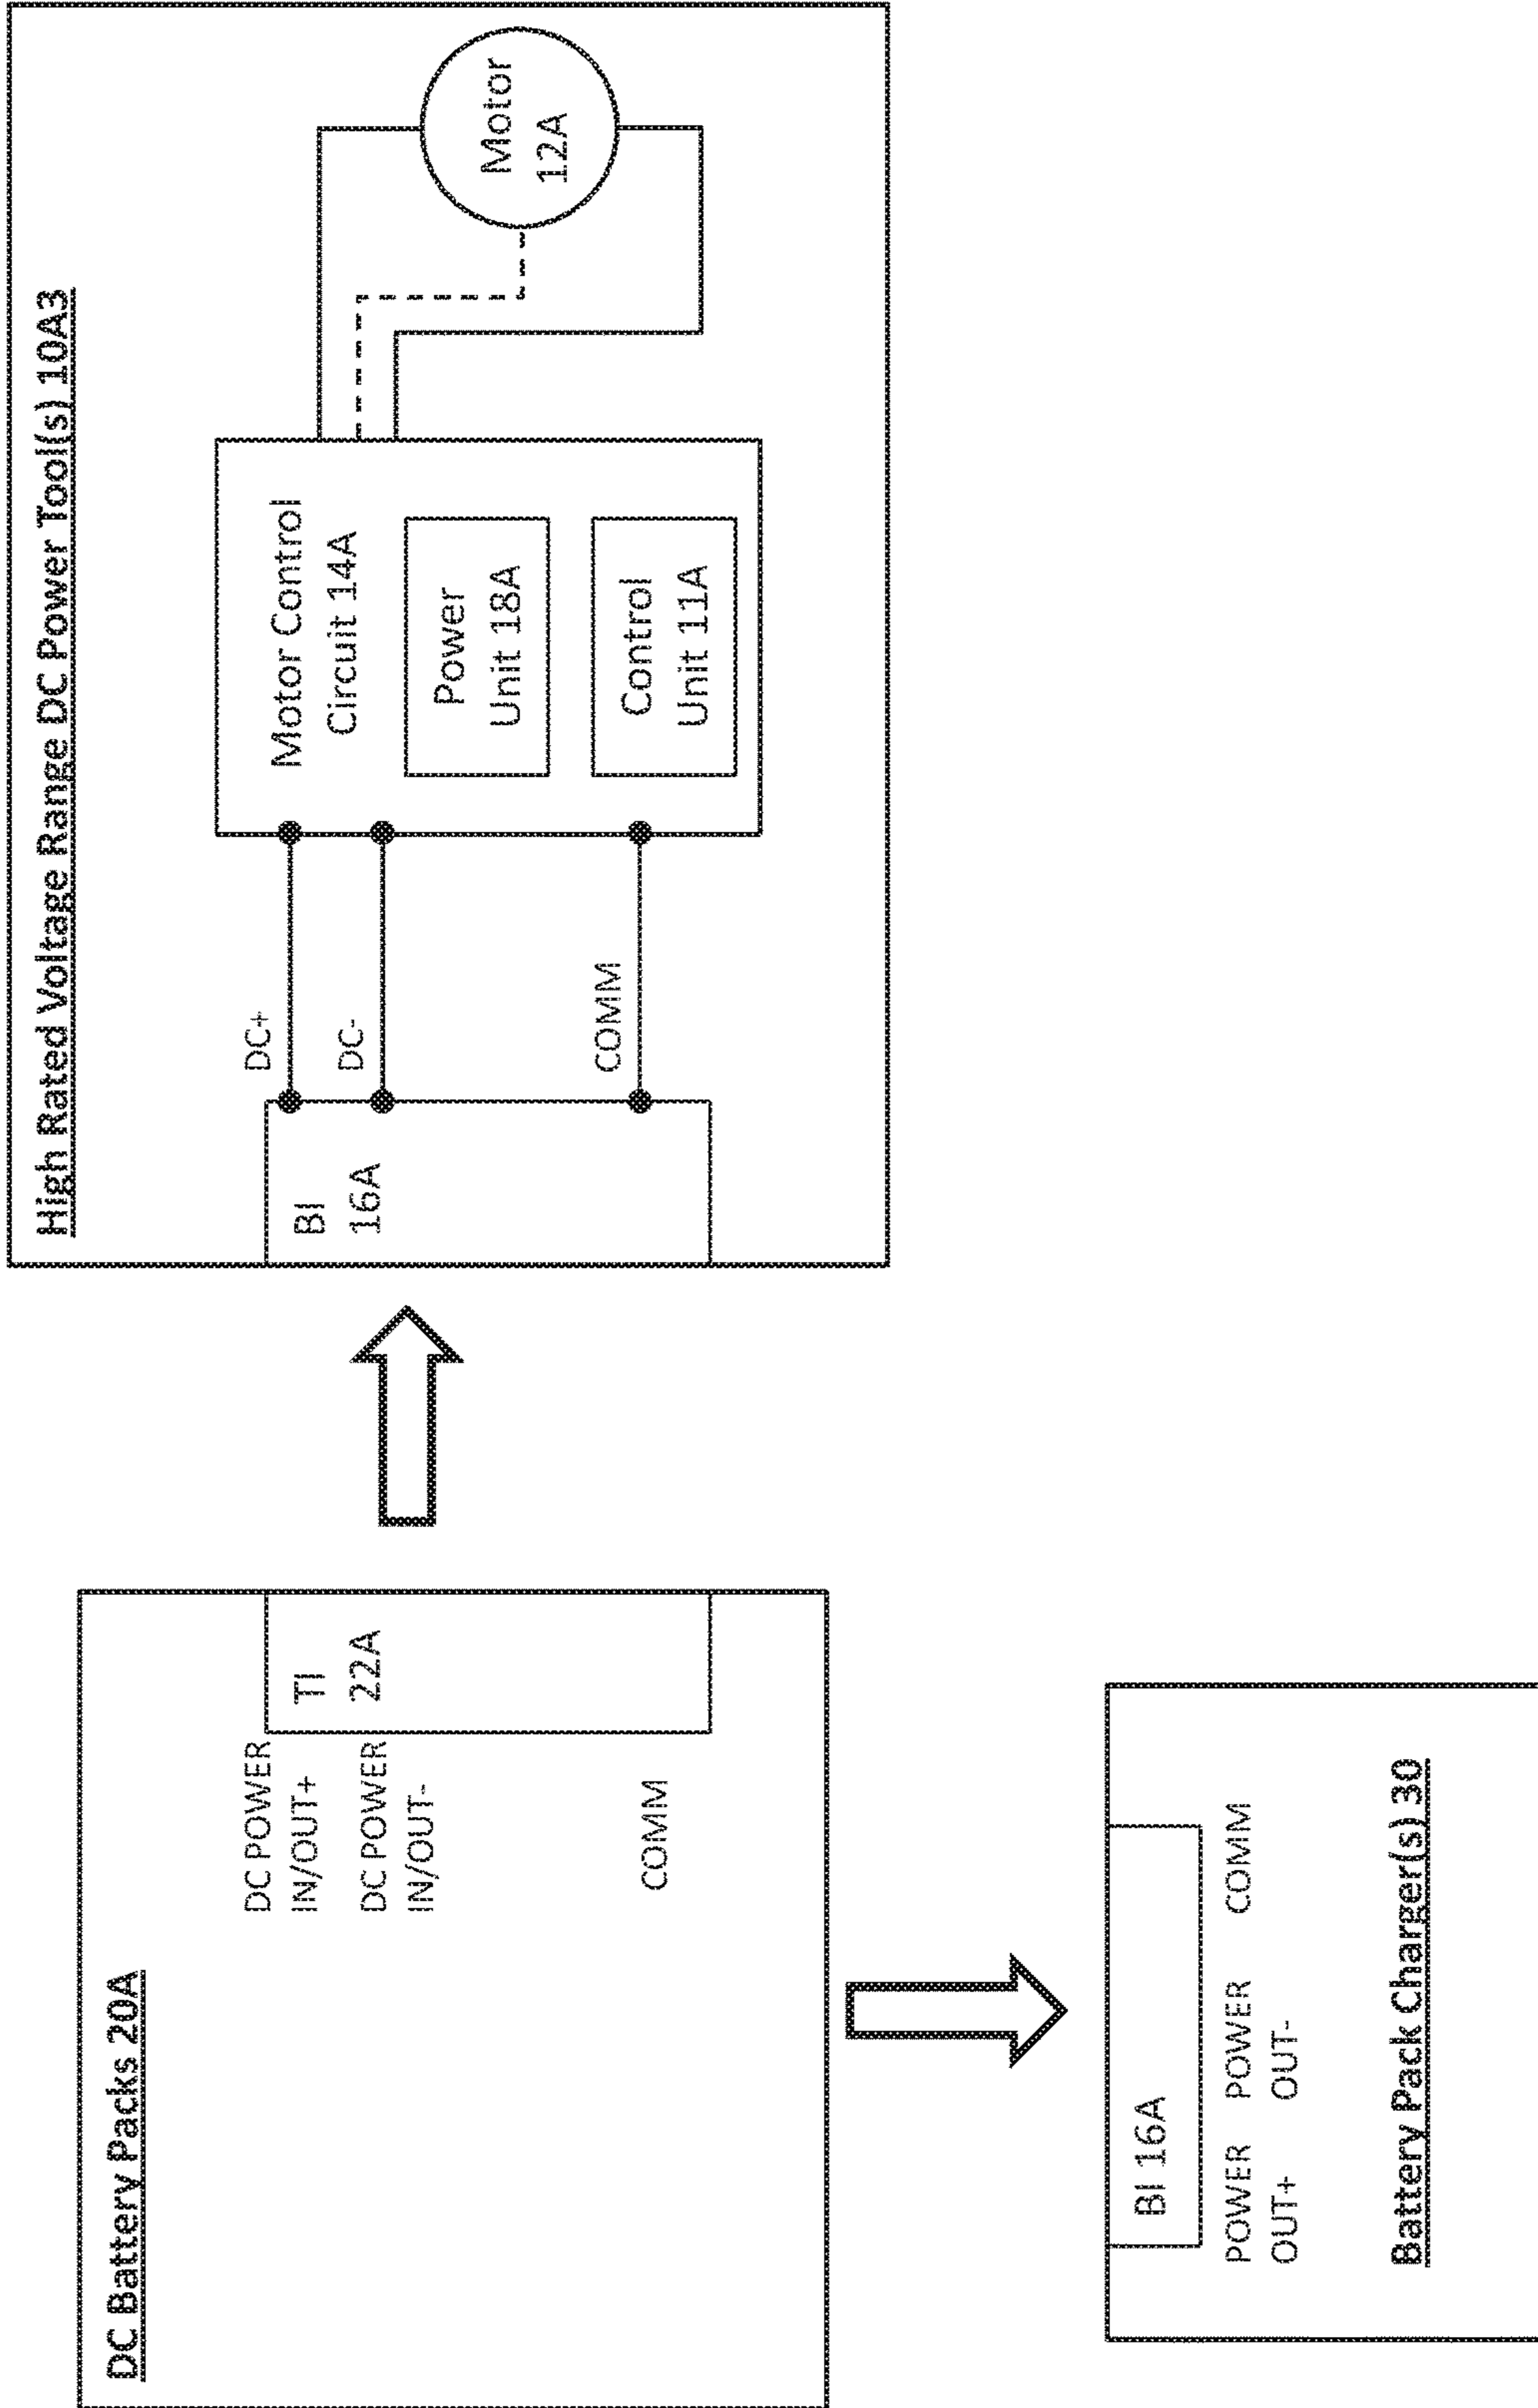 High Rated Voltage Range DC Power Tool(s) 10A3
DC+
DC-
COMM
BI
16A
Motor Control
Circuit 14A
Power
Unit 18A
Control
Unit 11A
Motor
12A
DC Battery Packs 20A
DC POWER
IN/OUT+
DC POWER
IN/OUT-
COMM
TI
22A
BI 16A
POWER
OUT+
POWER
OUT-
COMM
Battery Pack Charger(s) 30